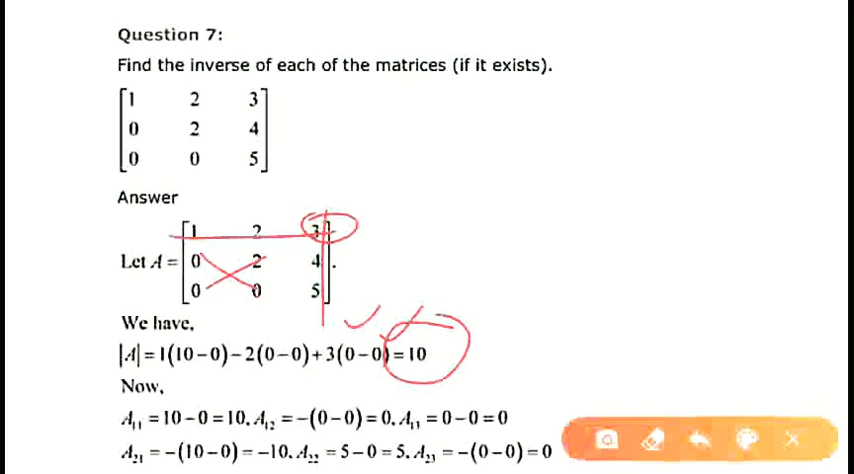 Question 7:
Find the inverse of each of the matrices (if it exists).
1 2 3
0 2 4
0 0 5
Answer
1 2 3
Let A = 0 2 4 .
0 0 5
We have,
|A| = 1(10−0)−2(0−0)+3(0−0) = 10
Now,
A₁₁ = 10−0 = 10, A₁₂ = −(0−0) = 0, A₁₃ = 0−0 = 0
A₂₁ = −(10−0) = −10, A₂₂ = 5−0 = 5, A₂₃ = −(0−0) = 0